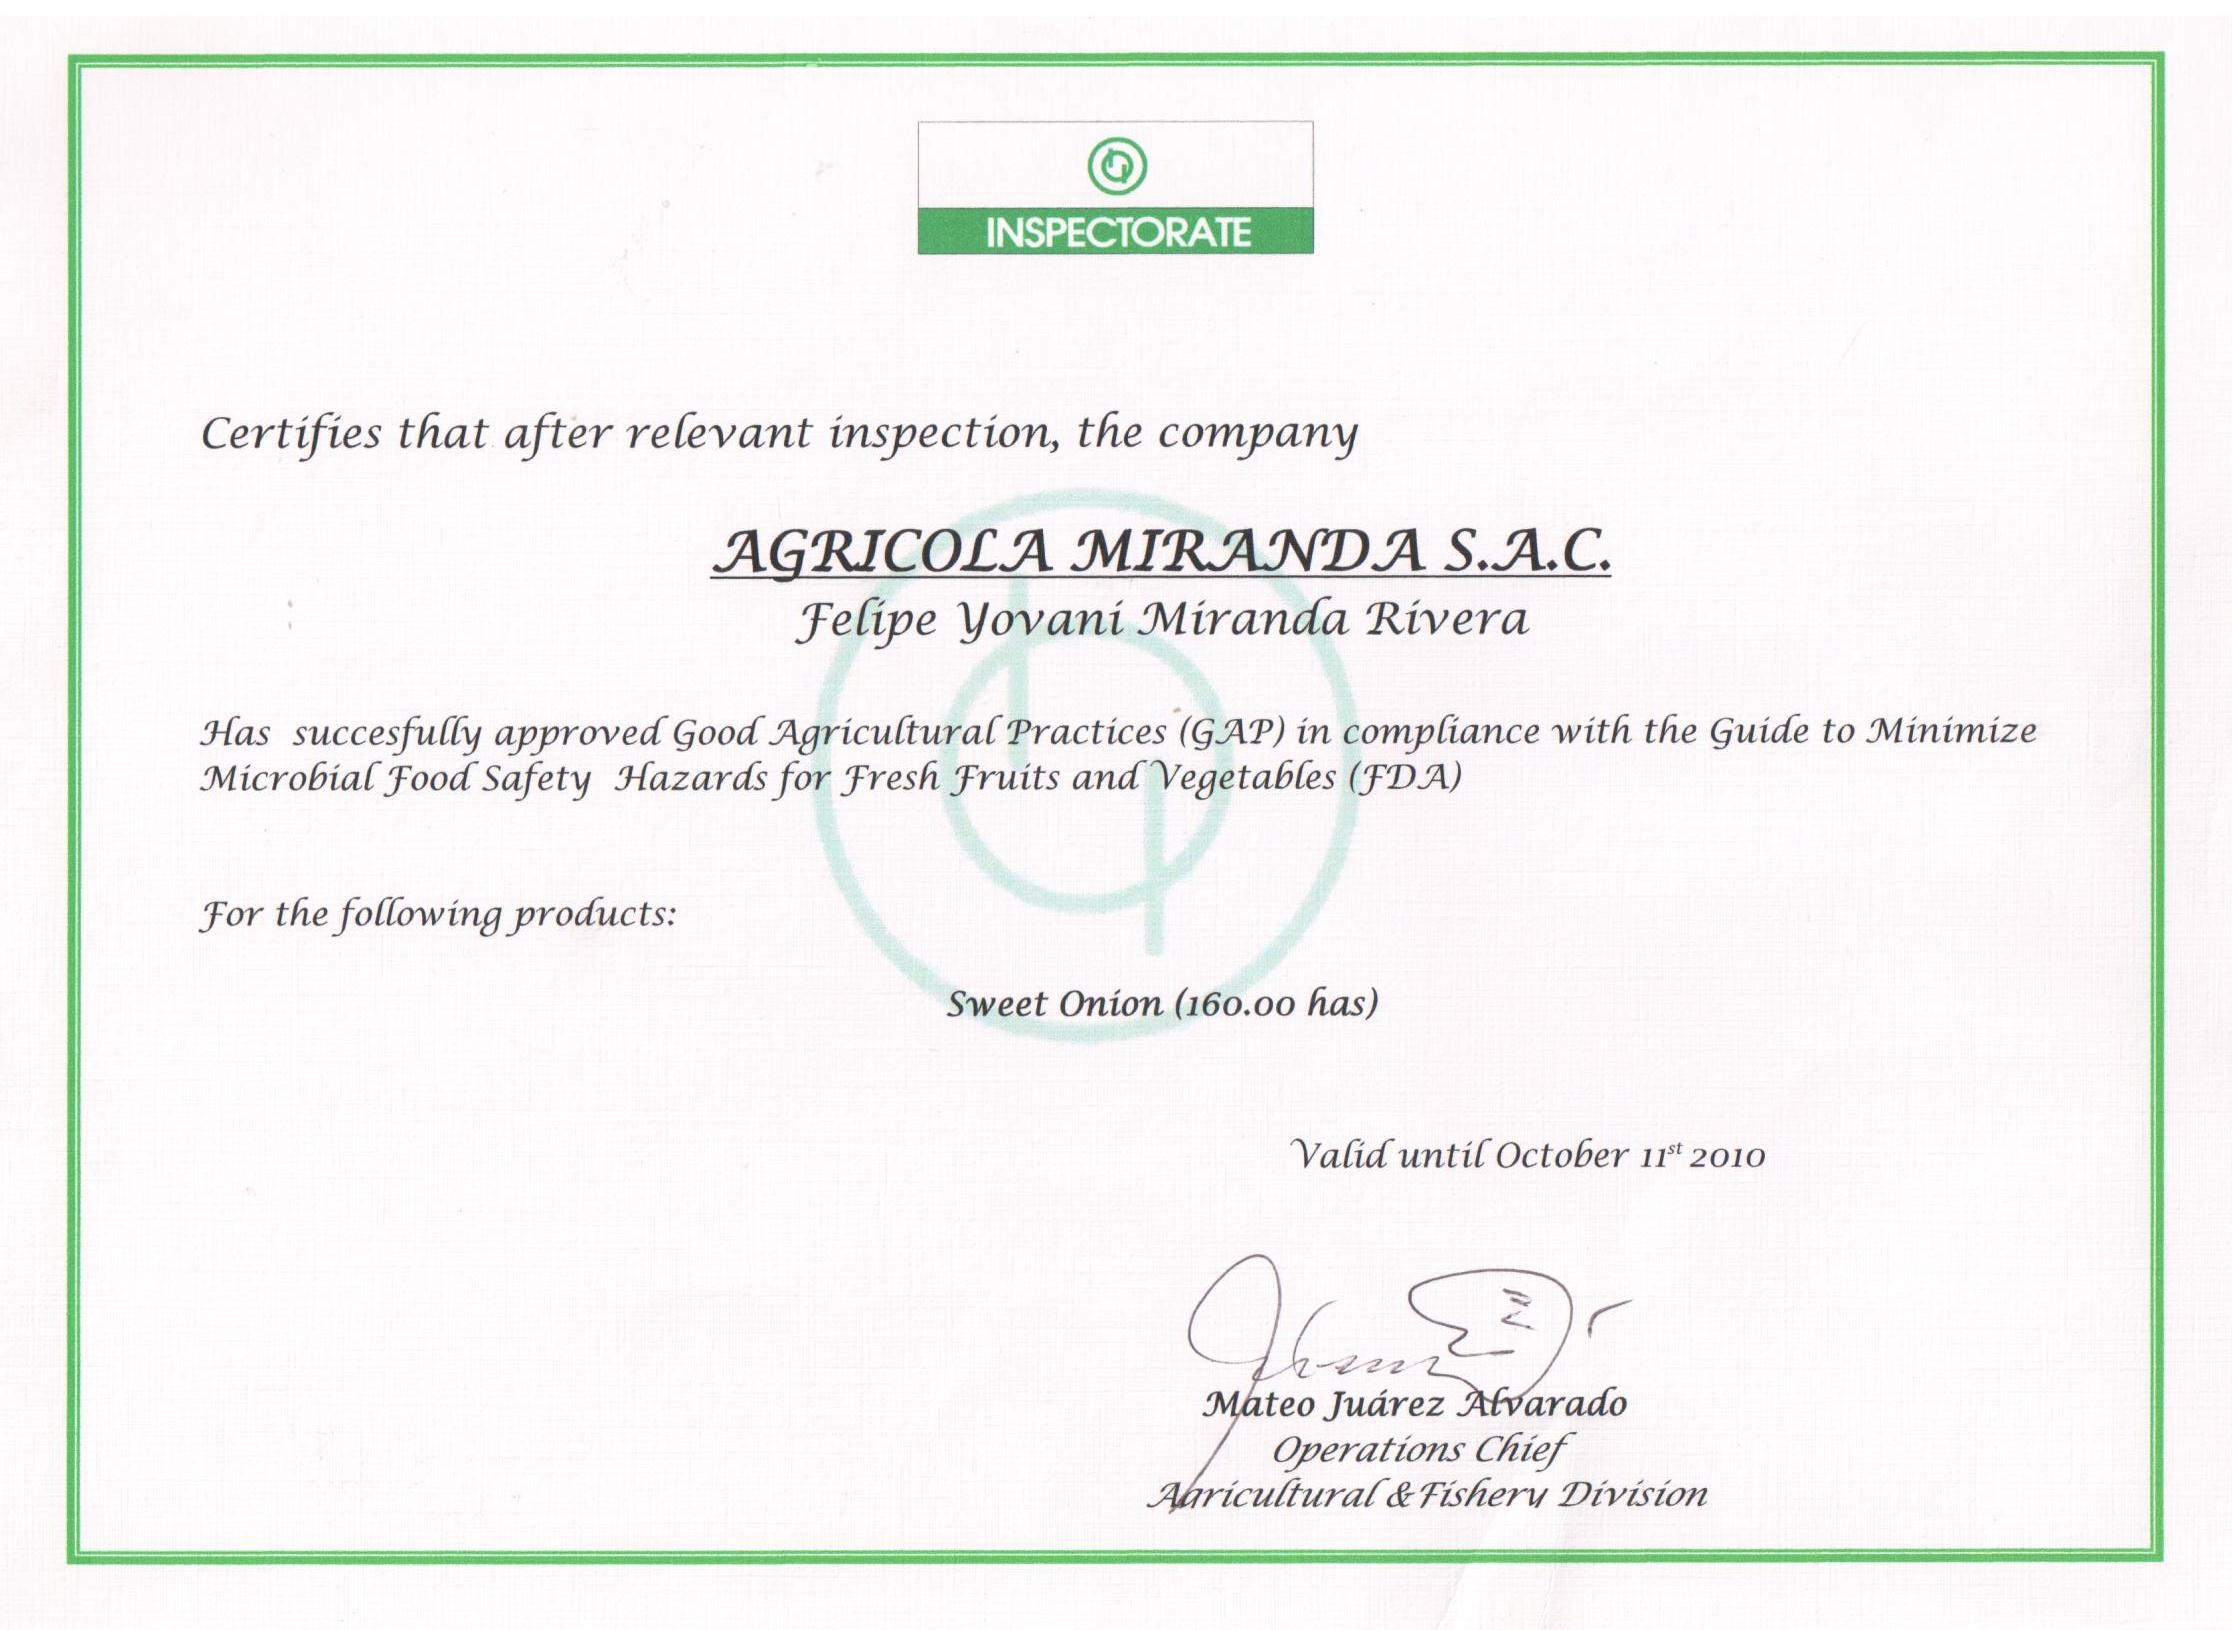 INSPECTORATE
Certifies that after relevant inspection, the company
AGRICOLA MIRANDA S.A.C.
Felipe Yovani Miranda Rivera
Has succesfully approved Good Agricultural Practices (GAP) in compliance with the Guide to Minimize
Microbial Food Safety Hazards for Fresh Fruits and Vegetables (FDA)
For the following products:
Sweet Onion (160.00 has)
Valid until October 11st 2010
Mateo Juárez Alvarado
Operations Chief
Agricultural & Fishery Division